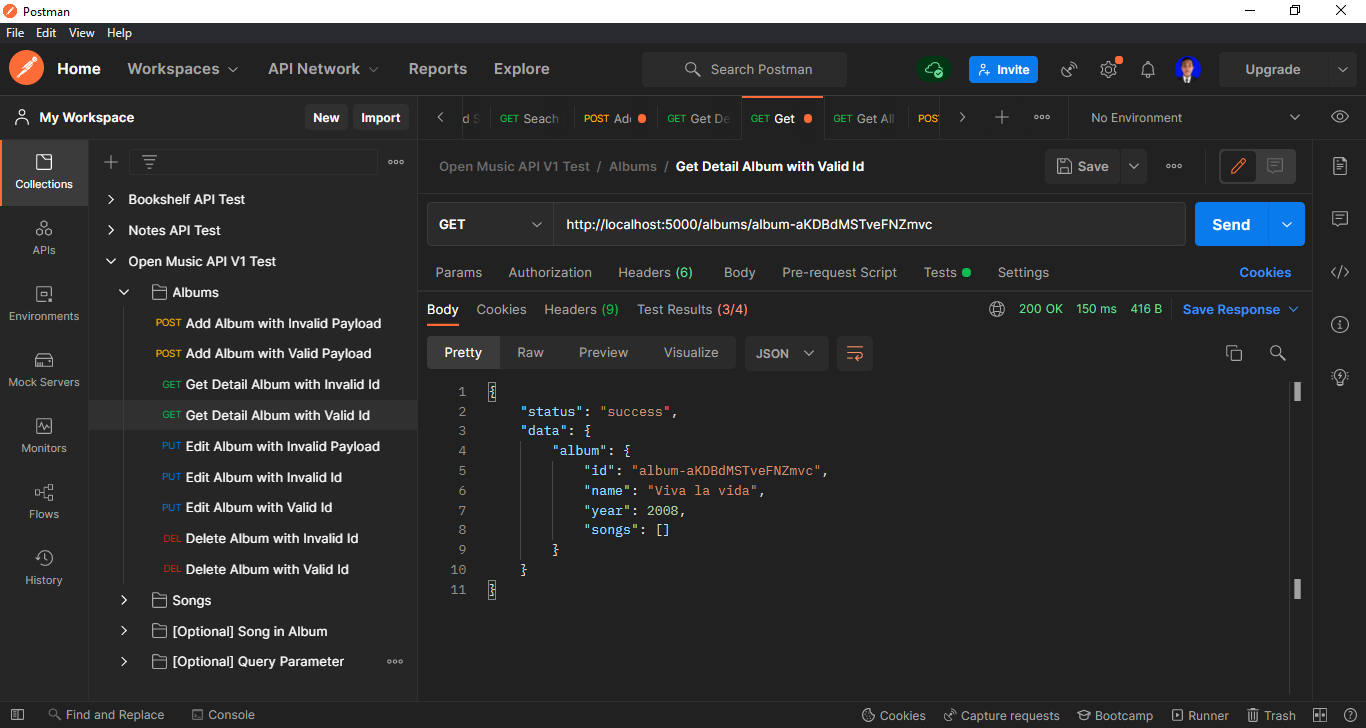 Postman
File Edit View Help
Home Workspaces API Network Reports Explore Search Postman Invite Upgrade
My Workspace New Import
GET Seach POST GET Get De GET Get GET Get All No Environment
Collections
APIs
Environments
Mock Servers
Monitors
Flows
History
Bookshelf API Test
Notes API Test
Open Music API V1 Test
Albums
POST Add Album with Invalid Payload
POST Add Album with Valid Payload
GET Get Detail Album with Invalid Id
GET Get Detail Album with Valid Id
PUT Edit Album with Invalid Payload
PUT Edit Album with Invalid Id
PUT Edit Album with Valid Id
DEL Delete Album with Invalid Id
DEL Delete Album with Valid Id
Songs
[Optional] Song in Album
[Optional] Query Parameter
Open Music API V1 Test / Albums / Get Detail Album with Valid Id Save
GET http://localhost:5000/albums/album-aKDBdMSTveFNZmvc Send
Params Authorization Headers (6) Body Pre-request Script Tests Settings Cookies
Body Cookies Headers (9) Test Results (3/4) 200 OK 150 ms 416 B Save Response
Pretty Raw Preview Visualize JSON
1 {
2 "status": "success",
3 "data": {
4 "album": {
5 "id": "album-aKDBdMSTveFNZmvc",
6 "name": "Viva la vida",
7 "year": 2008,
8 "songs": []
9 }
10 }
11 }
Find and Replace Console Cookies Capture requests Bootcamp Runner Trash